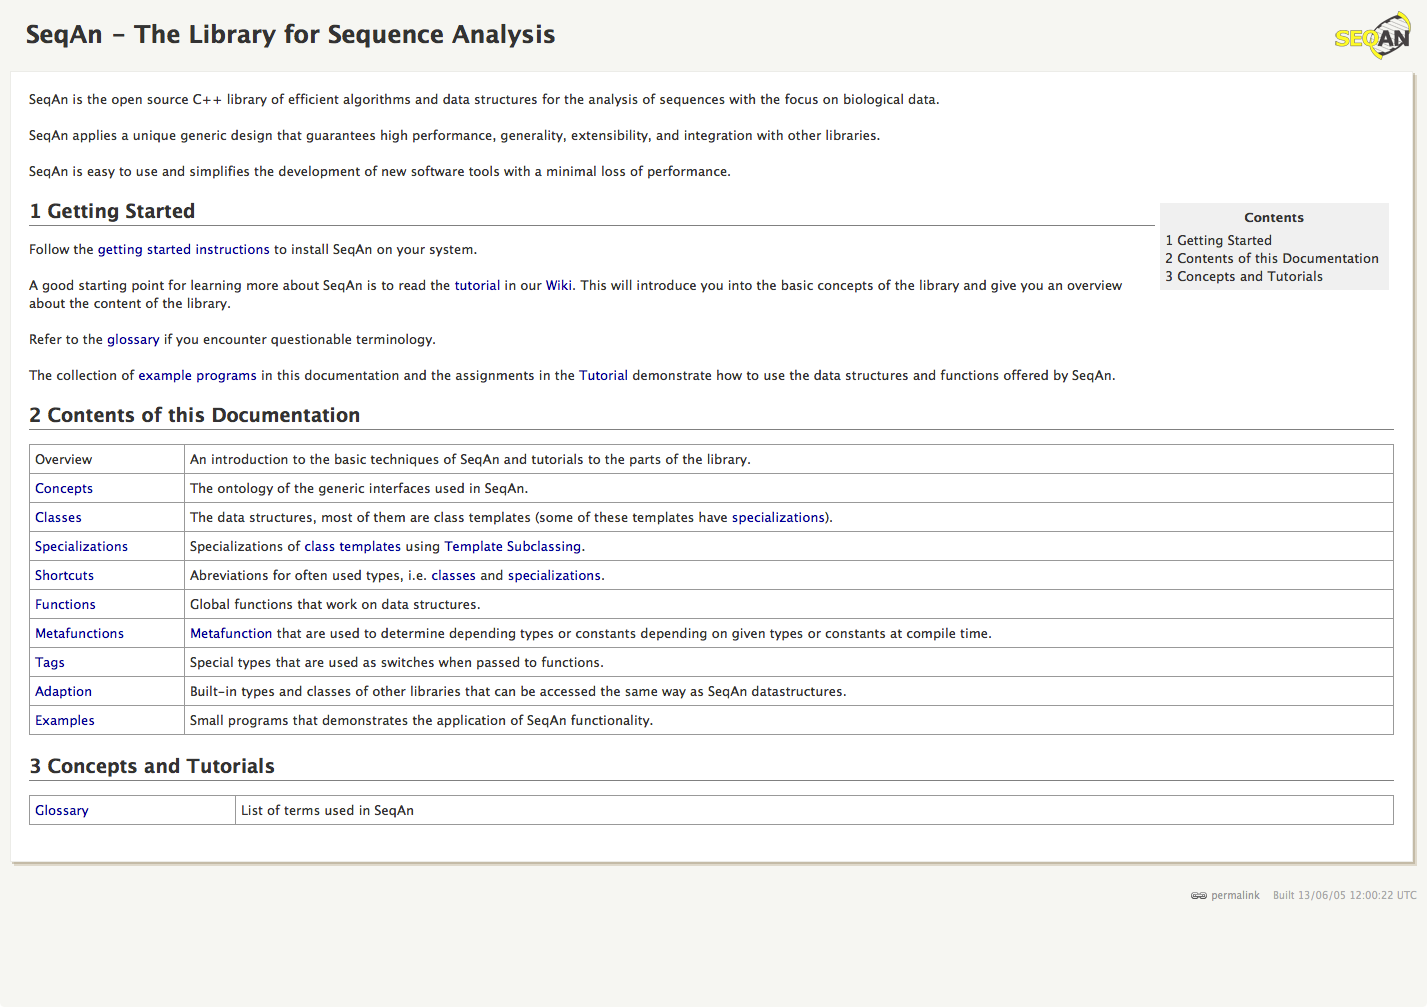 SeqAn – The Library for Sequence Analysis
SEQAN
SeqAn is the open source C++ library of efficient algorithms and data structures for the analysis of sequences with the focus on biological data.
SeqAn applies a unique generic design that guarantees high performance, generality, extensibility, and integration with other libraries.
SeqAn is easy to use and simplifies the development of new software tools with a minimal loss of performance.
1 Getting Started
Follow the getting started instructions to install SeqAn on your system.
A good starting point for learning more about SeqAn is to read the tutorial in our Wiki. This will introduce you into the basic concepts of the library and give you an overview
about the content of the library.
Refer to the glossary if you encounter questionable terminology.
The collection of example programs in this documentation and the assignments in the Tutorial demonstrate how to use the data structures and functions offered by SeqAn.
Contents
1 Getting Started
2 Contents of this Documentation
3 Concepts and Tutorials
2 Contents of this Documentation
Overview An introduction to the basic techniques of SeqAn and tutorials to the parts of the library.
Concepts The ontology of the generic interfaces used in SeqAn.
Classes The data structures, most of them are class templates (some of these templates have specializations).
Specializations Specializations of class templates using Template Subclassing.
Shortcuts Abreviations for often used types, i.e. classes and specializations.
Functions Global functions that work on data structures.
Metafunctions Metafunction that are used to determine depending types or constants depending on given types or constants at compile time.
Tags Special types that are used as switches when passed to functions.
Adaption Built-in types and classes of other libraries that can be accessed the same way as SeqAn datastructures.
Examples Small programs that demonstrates the application of SeqAn functionality.
3 Concepts and Tutorials
Glossary List of terms used in SeqAn
permalink Built 13/06/05 12:00:22 UTC